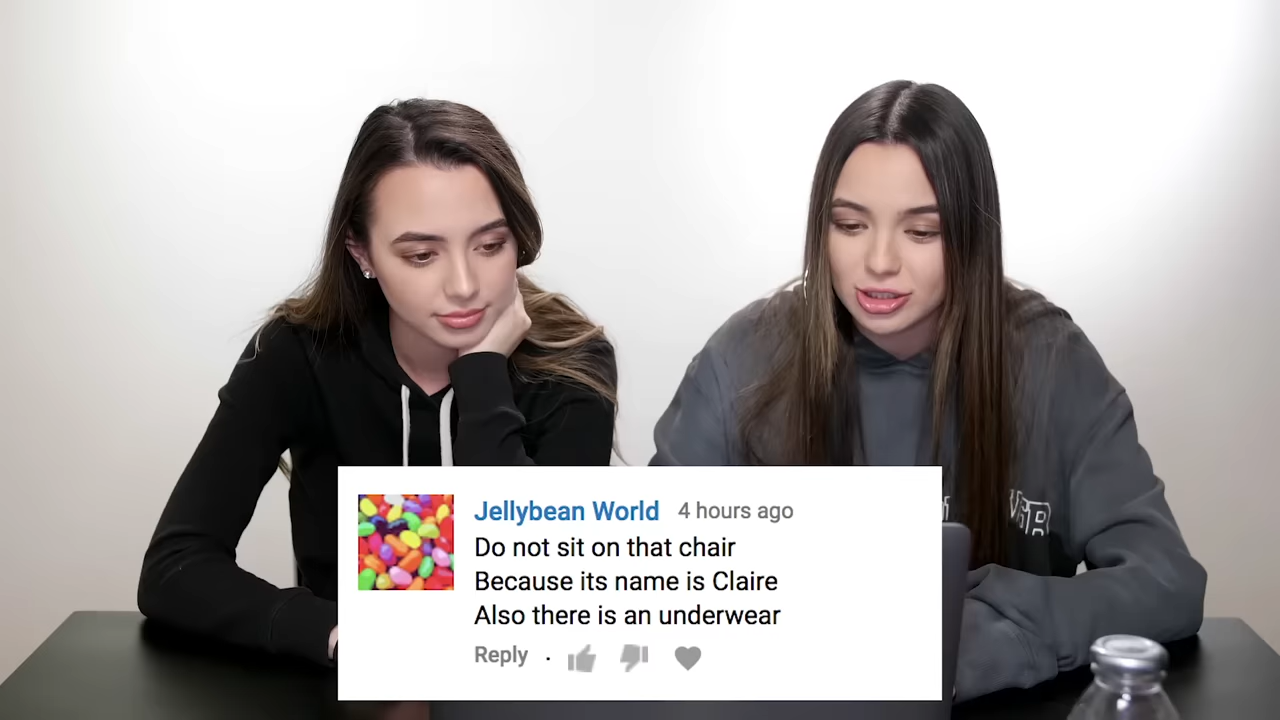 Jellybean World 4 hours ago
Do not sit on that chair
Because its name is Claire
Also there is an underwear
Reply